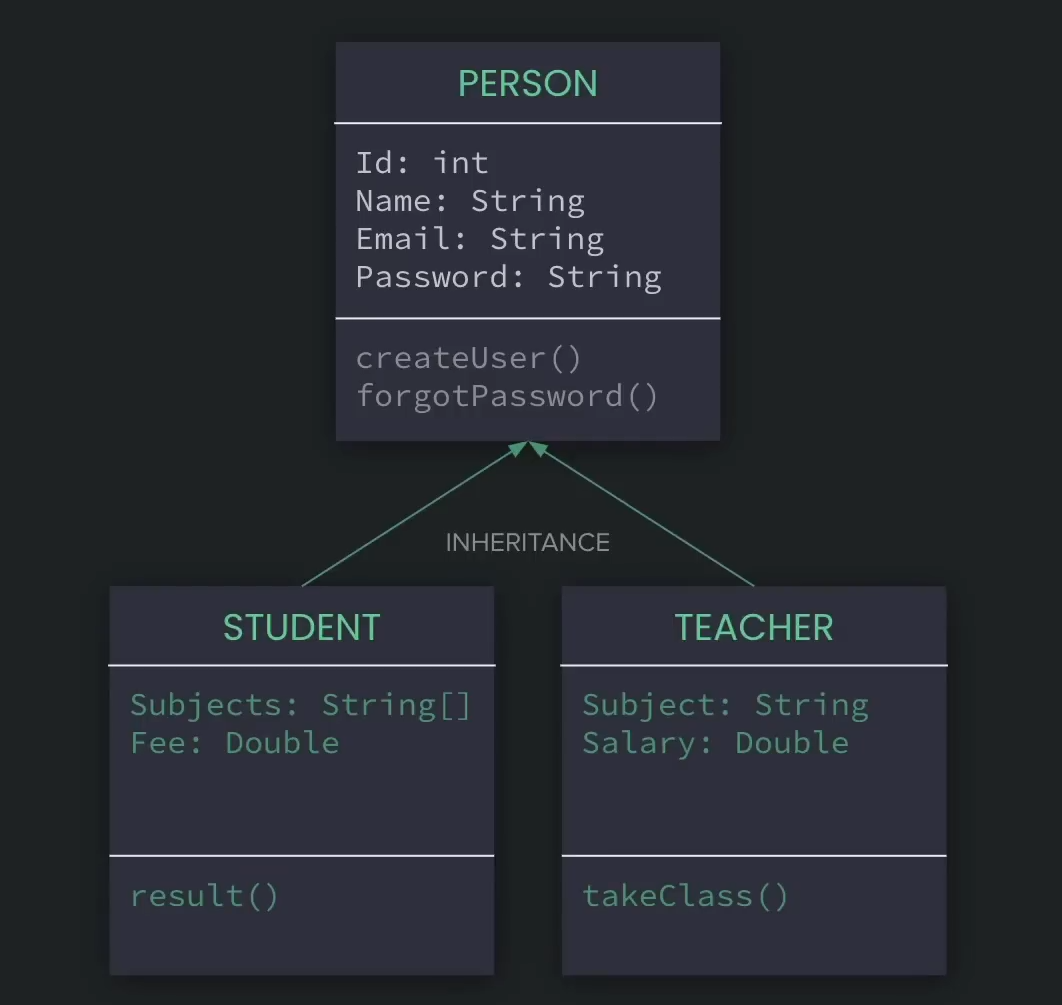 PERSON
Id: int
Name: String
Email: String
Password: String
createUser()
forgotPassword()
INHERITANCE
STUDENT
Subjects: String[]
Fee: Double
result()
TEACHER
Subject: String
Salary: Double
takeClass()